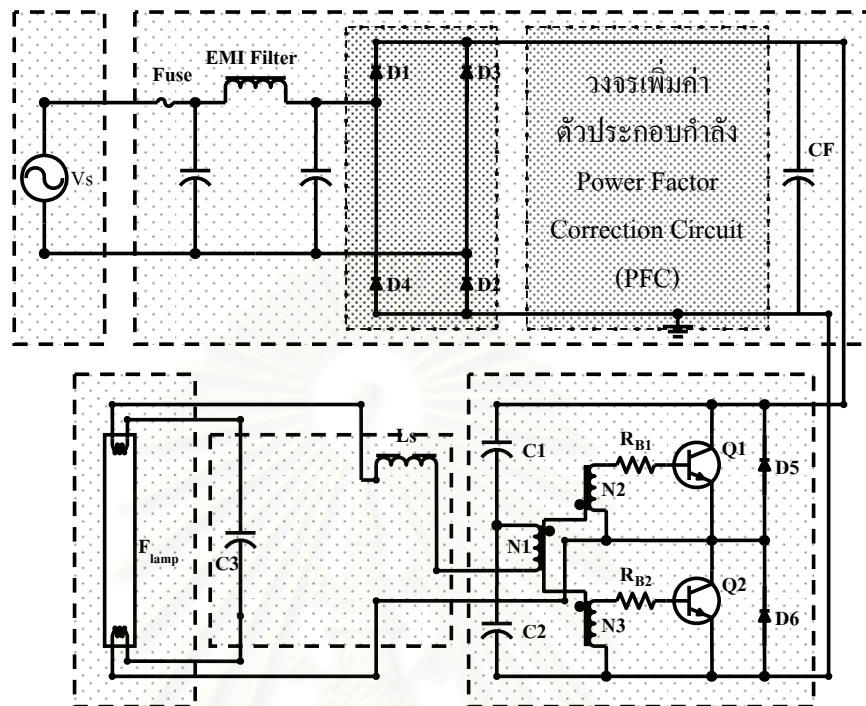 EMI Filter
Fuse
D1
D3
วงจรเพิ่มค่า
ตัวประกอบกำลัง
Power Factor
Correction Circuit
(PFC)
CF
Vs
D4
D2
Ls
C1
RB1
Q1
N2
D5
N1
Flamp
C3
RB2
Q2
C2
N3
D6